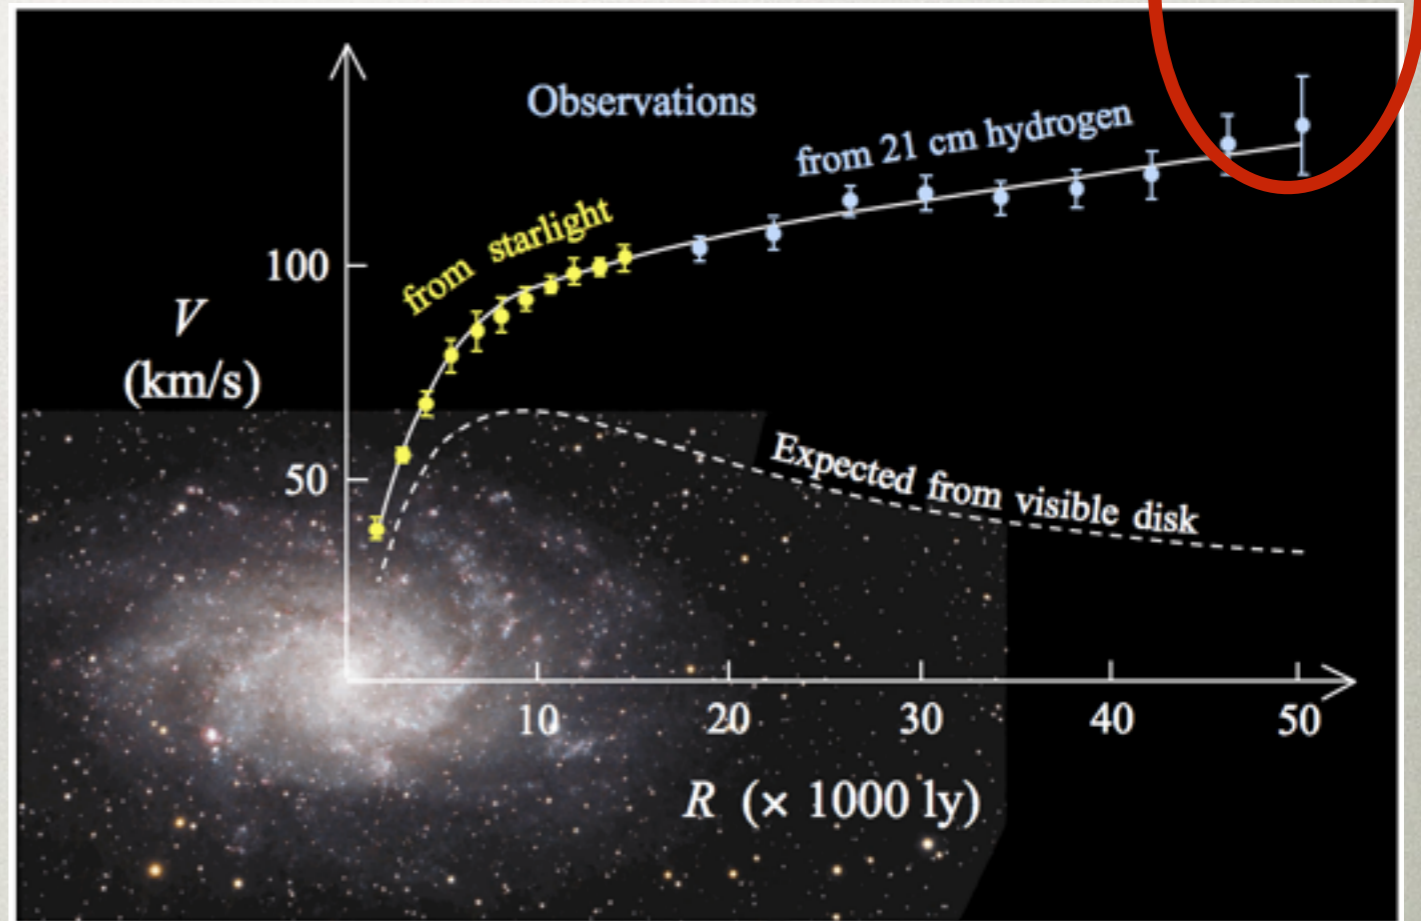 Observations
from 21 cm hydrogen
from starlight
100
V
(km/s)
50
Expected from visible disk
10
20
30
40
50
R (× 1000 ly)